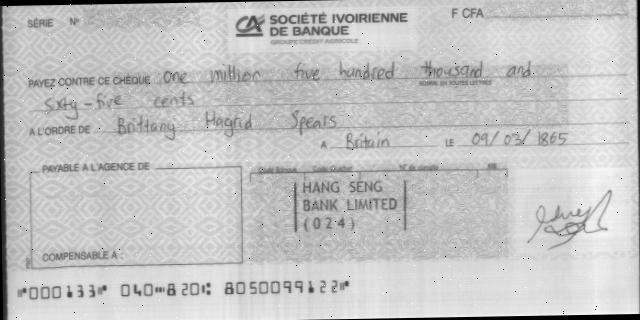 SÉRIE N° F CFA
CA SOCIÉTÉ IVOIRIENNE
DE BANQUE
GROUPE CRÉDIT AGRICOLE
PAYEZ CONTRE CE CHÈQUE One million five hundred thousand and
SOMME EN TOUTES LETTRES
Sixty-five cents
A L'ORDRE DE Brittany Hagrid Spears
A Britain LE 09/03/1865
PAYABLE A L'AGENCE DE
HANG SENG
BANK LIMITED
(024)
COMPENSABLE A :
⑈000133⑈ 040⑉820⑆ 8050099122⑈